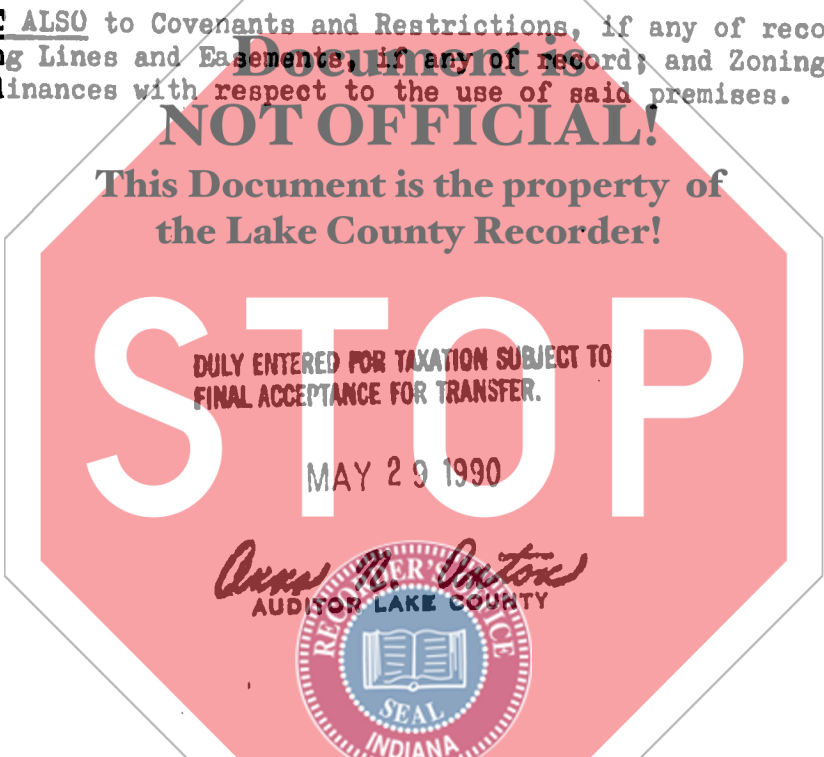 ALSO to Covenants and Restrictions, if any of reco
g Lines and Easements, if any of record; and Zoning
inances with respect to the use of said premises.
Document is
NOT OFFICIAL!
This Document is the property of
the Lake County Recorder!
STOP
DULY ENTERED FOR TAXATION SUBJECT TO
FINAL ACCEPTANCE FOR TRANSFER.
MAY 29 1990
Anna N. Anton
AUDITOR LAKE COUNTY
RECORDER'S OFFICE
SEAL
INDIANA